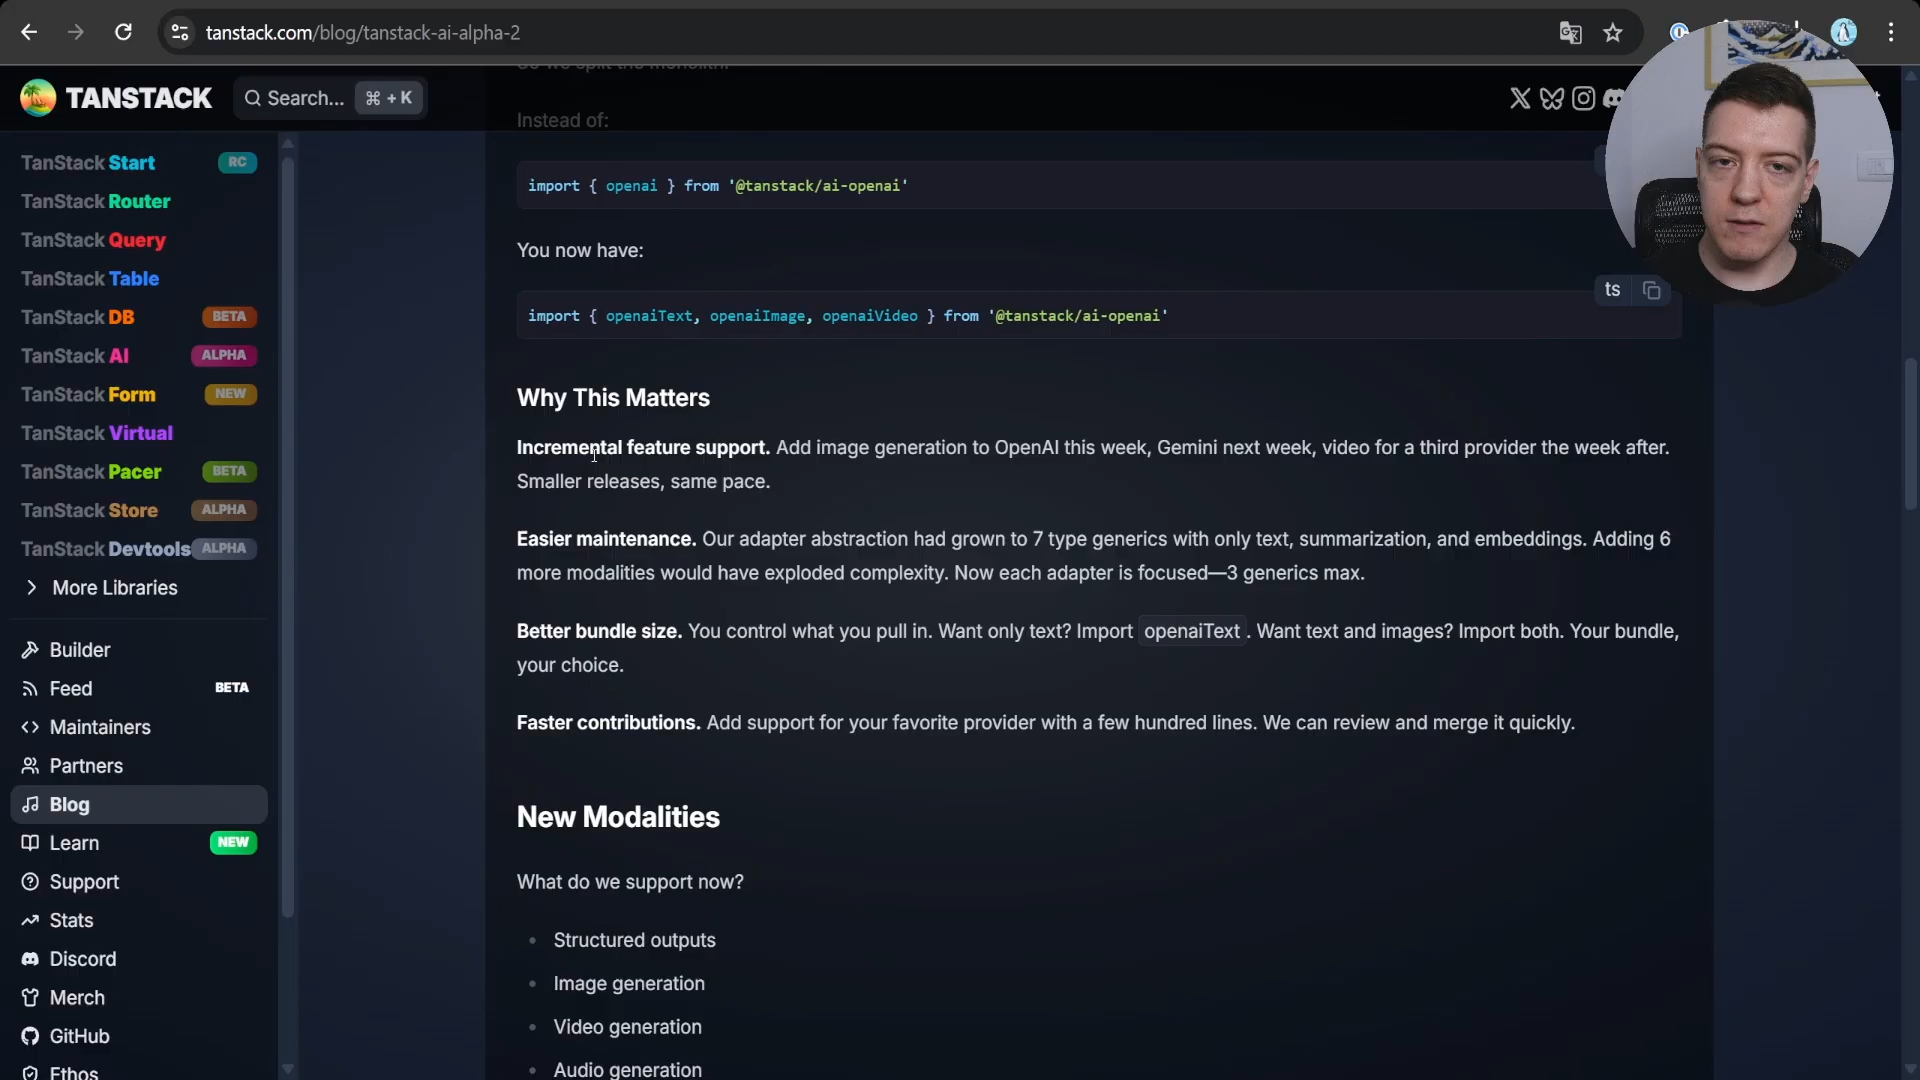 tanstack.com/blog/tanstack-ai-alpha-2
TANSTACK
Search...
⌘ + K
TanStack Start RC
TanStack Router
TanStack Query
TanStack Table
TanStack DB BETA
TanStack AI ALPHA
TanStack Form NEW
TanStack Virtual
TanStack Pacer BETA
TanStack Store ALPHA
TanStack Devtools ALPHA
More Libraries
Builder
Feed BETA
Maintainers
Partners
Blog
Learn NEW
Support
Stats
Discord
Merch
GitHub
Ethos
So we split the monolith.
Instead of:
import { openai } from '@tanstack/ai-openai'
You now have:
ts
import { openaiText, openaiImage, openaiVideo } from '@tanstack/ai-openai'
Why This Matters
Incremental feature support. Add image generation to OpenAI this week, Gemini next week, video for a third provider the week after.
Smaller releases, same pace.
Easier maintenance. Our adapter abstraction had grown to 7 type generics with only text, summarization, and embeddings. Adding 6
more modalities would have exploded complexity. Now each adapter is focused—3 generics max.
Better bundle size. You control what you pull in. Want only text? Import openaiText. Want text and images? Import both. Your bundle,
your choice.
Faster contributions. Add support for your favorite provider with a few hundred lines. We can review and merge it quickly.
New Modalities
What do we support now?
• Structured outputs
• Image generation
• Video generation
• Audio generation